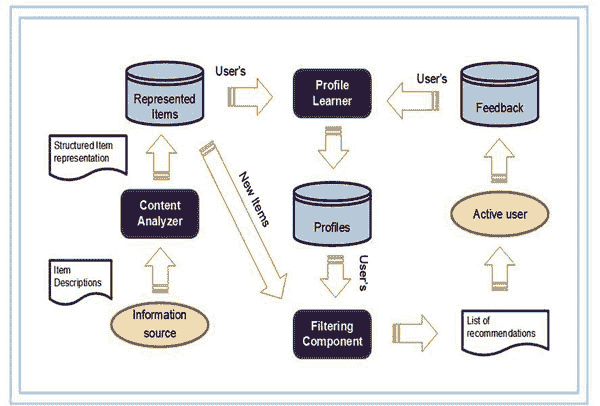 User's
User's
Represented
Items
Profile
Learner
Feedback
Structured Item
representation
New Items
Content
Analyzer
Profiles
Active user
User's
Item
Descriptions
Information
source
Filtering
Component
List of
recommendations